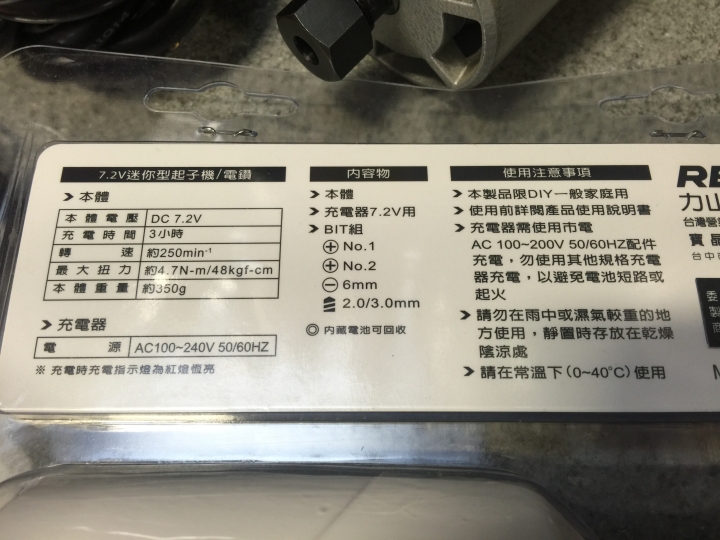 7.2V迷你型起子機/電鑽
本體
本體電壓 DC 7.2V
充電時間 3小時
轉速 約250min⁻¹
最大扭力 約4.7N-m/48kgf-cm
本體重量 約350g
充電器
電源 AC100~240V 50/60HZ
※ 充電時充電指示燈為紅燈恆亮
內容物
本體
充電器7.2V用
BIT組
No.1
No.2
6mm
2.0/3.0mm
◎ 內藏電池可回收
使用注意事項
本製品限DIY一般家庭用
使用前詳閱產品使用說明書
充電器需使用市電
AC 100~200V 50/60HZ配件
充電，勿使用其他規格充電
器充電，以避免電池短路或
起火
請勿在雨中或濕氣較重的地
方使用，靜置時存放在乾燥
陰涼處
請在常溫下（0~40°C）使用
RE
力山
台灣營
寶晶
台中
委
製